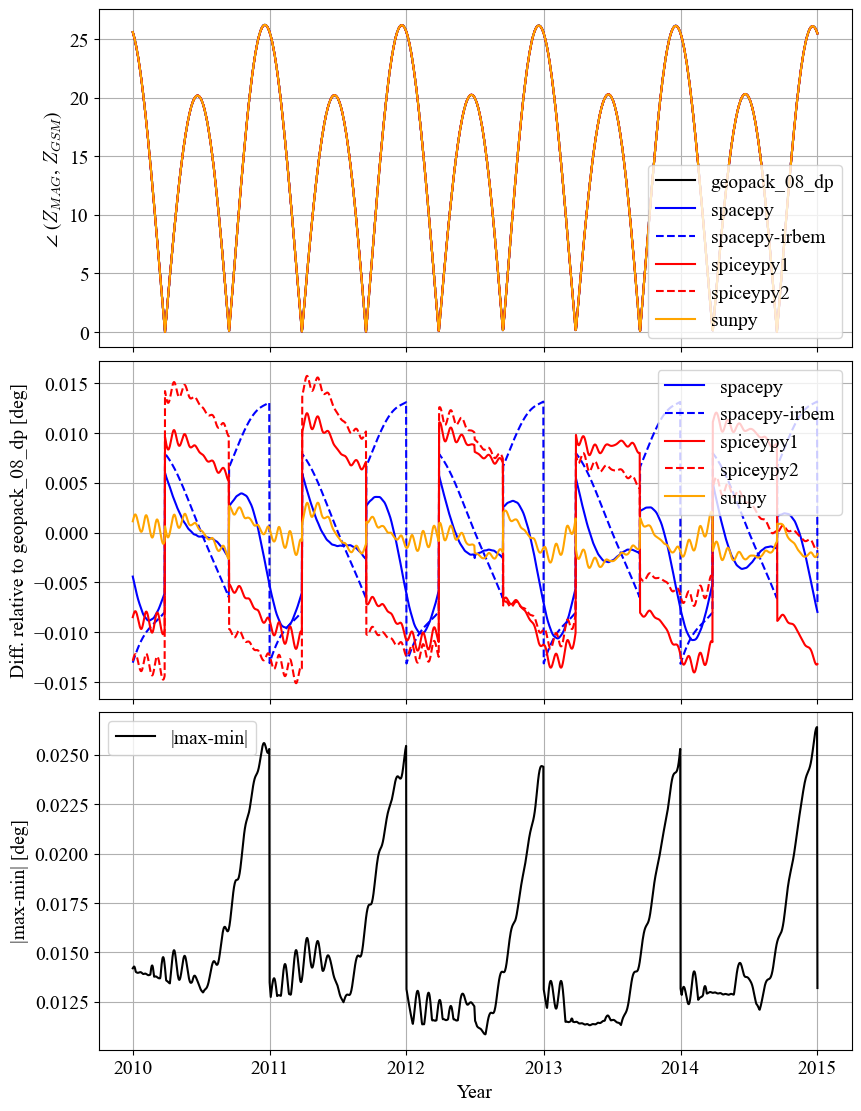 25
20
15
10
5
0
∠ (Z_MAG, Z_GSM)
geopack_08_dp
spacepy
spacepy-irbem
spiceypy1
spiceypy2
sunpy
0.015
0.010
0.005
0.000
−0.005
−0.010
−0.015
Diff. relative to geopack_08_dp [deg]
spacepy
spacepy-irbem
spiceypy1
spiceypy2
sunpy
0.0250
0.0225
0.0200
0.0175
0.0150
0.0125
|max-min| [deg]
|max-min|
2010 2011 2012 2013 2014 2015
Year